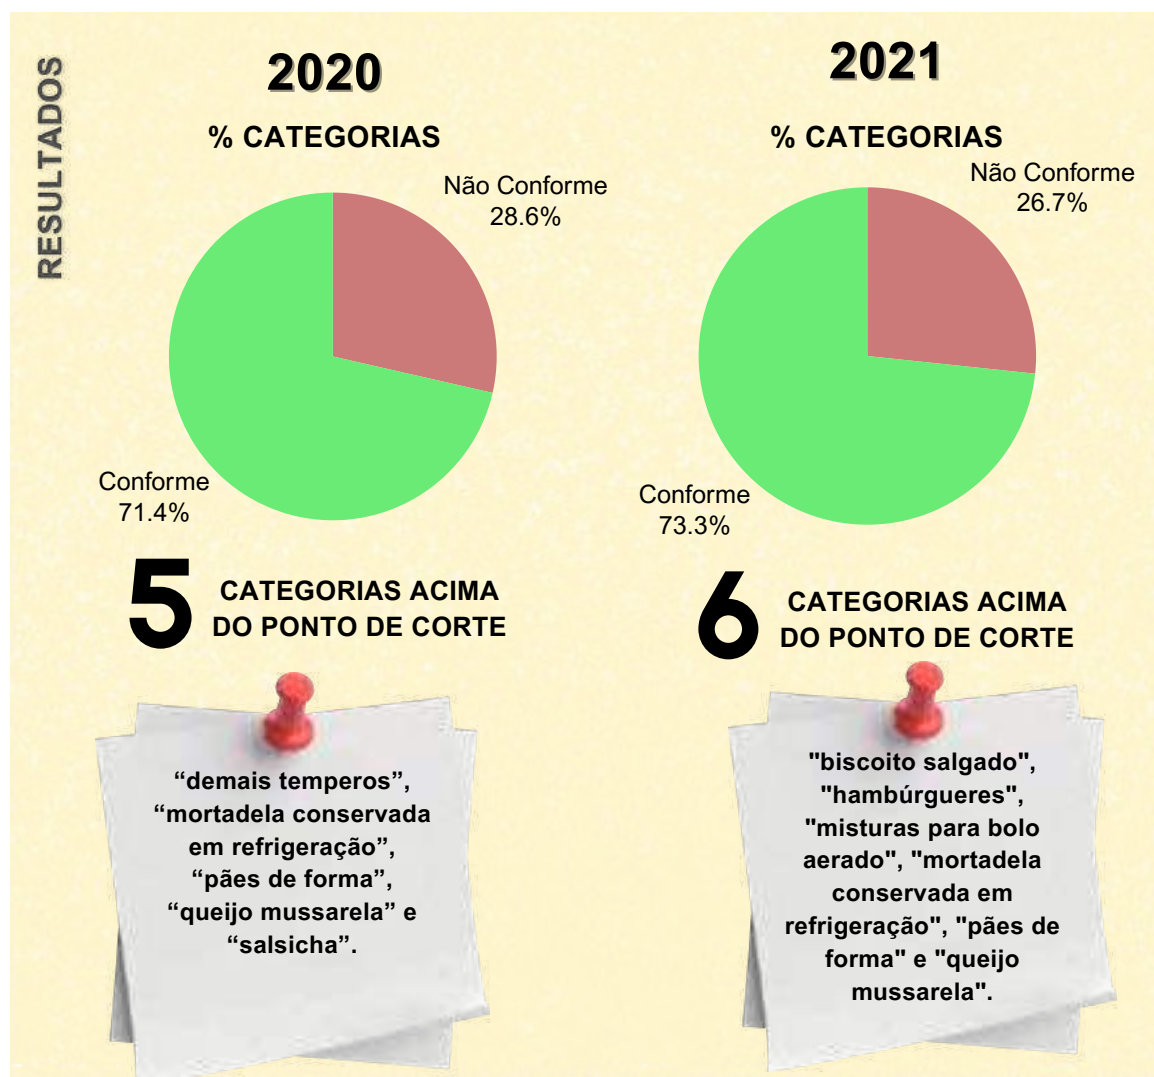 RESULTADOS
2020
% CATEGORIAS
Não Conforme
28.6%
Conforme
71.4%
5
CATEGORIAS ACIMA
DO PONTO DE CORTE
“demais temperos”,
“mortadela conservada
em refrigeração”,
“pães de forma”,
“queijo mussarela” e
“salsicha”.
2021
% CATEGORIAS
Não Conforme
26.7%
Conforme
73.3%
6
CATEGORIAS ACIMA
DO PONTO DE CORTE
"biscoito salgado",
"hambúrgueres",
"misturas para bolo
aerado", "mortadela
conservada em
refrigeração", "pães de
forma" e "queijo
mussarela".